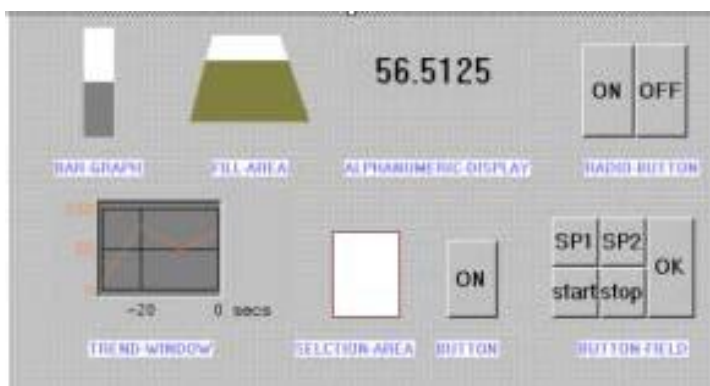 56.5125
ON OFF
BAR-GRAPH FILL-AREA ALPHANUMERIC-DISPLAY RADIO-BUTTON
SP1 SP2
OK
ON
start stop
-20 0 secs
TREND-WINDOW SELCTION-AREA BUTTON BUTTON-FIELD